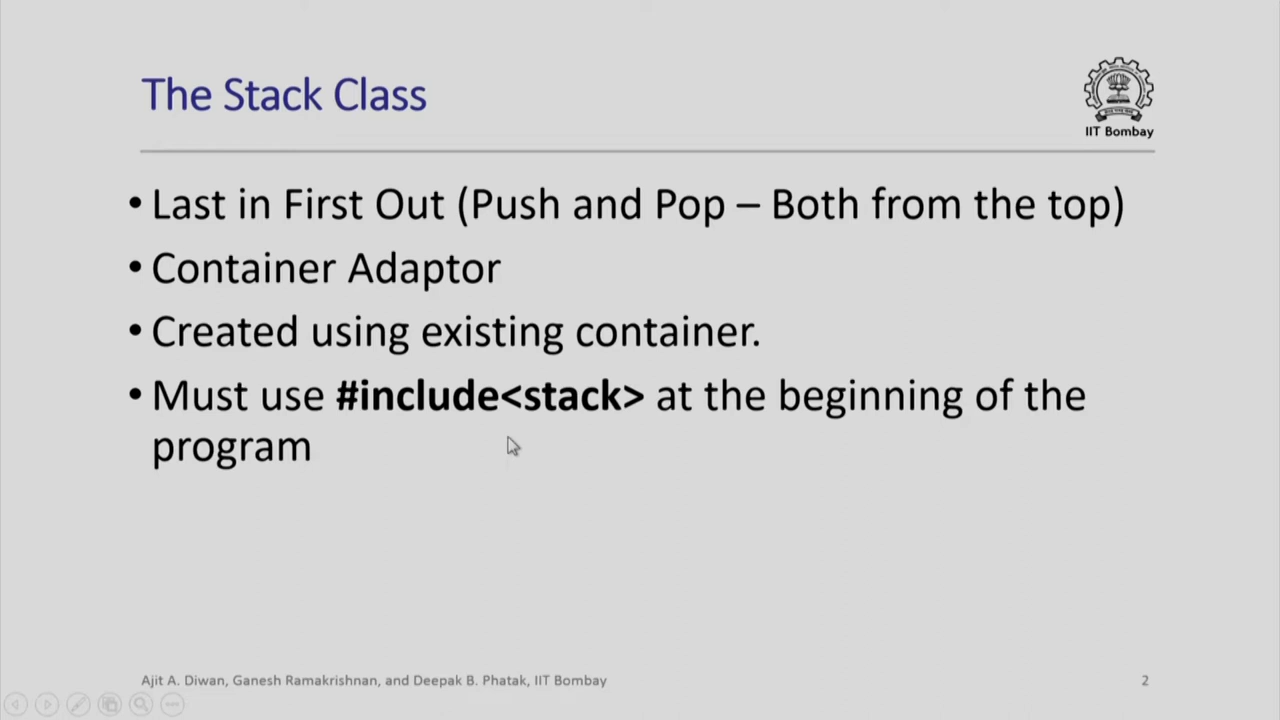 The Stack Class
IIT Bombay
• Last in First Out (Push and Pop – Both from the top)
• Container Adaptor
• Created using existing container.
• Must use #include<stack> at the beginning of the
program
Ajit A. Diwan, Ganesh Ramakrishnan, and Deepak B. Phatak, IIT Bombay
2